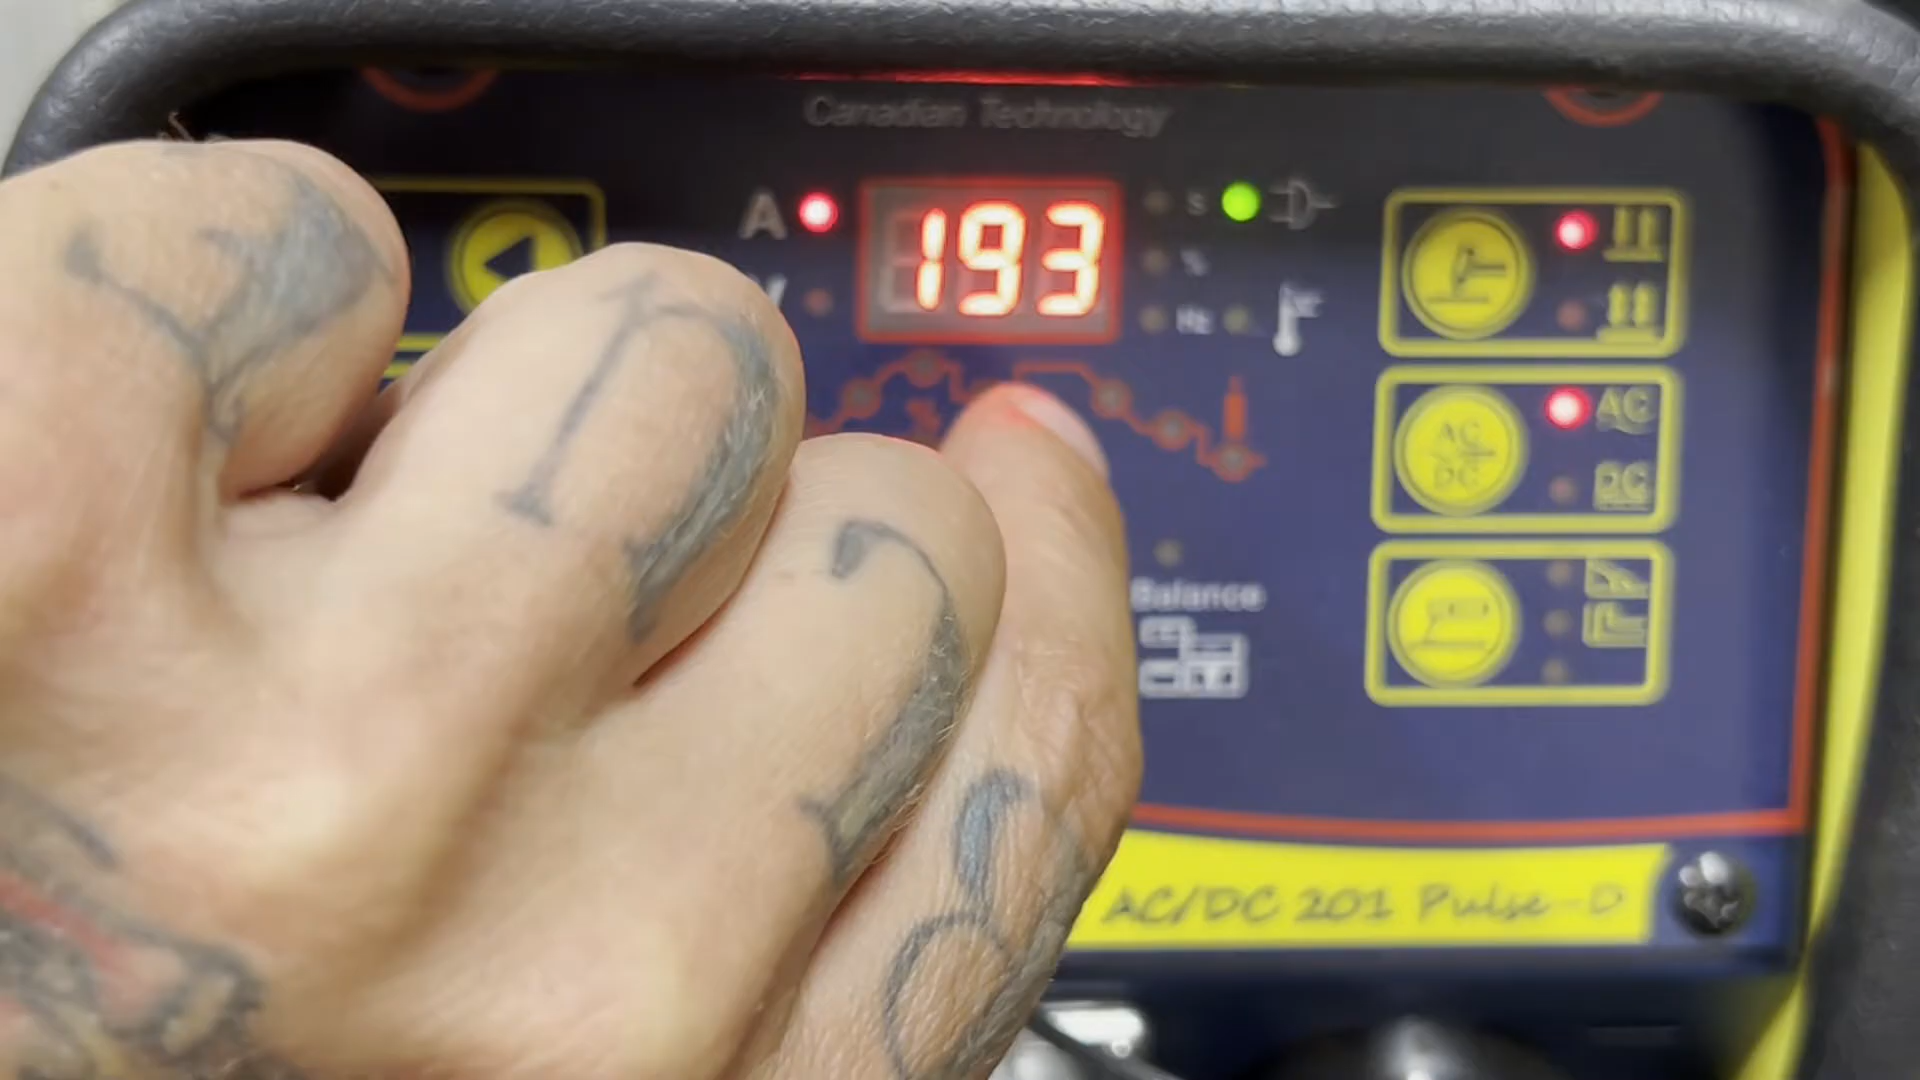 Canadian Technology
A
193
S
%
Hz
AC
DC
AC
DC
Balance
AC/DC 201 Pulse-D